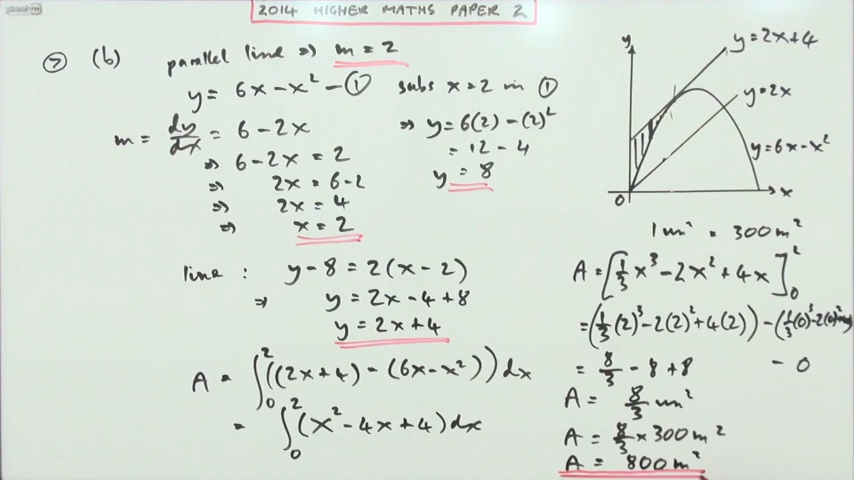 2014 HIGHER MATHS PAPER 2
7 (b) parallel line ⇒ m = 2
y = 6x - x² - ①
m = dy/dx = 6 - 2x
⇒ 6 - 2x = 2
⇒ 2x = 6 - 2
⇒ 2x = 4
⇒ x = 2
subs x = 2 in ①
⇒ y = 6(2) - (2)²
= 12 - 4
y = 8
line : y - 8 = 2(x - 2)
⇒ y = 2x - 4 + 8
y = 2x + 4
A = ∫₀² ((2x + 4) - (6x - x²)) dx
= ∫₀² (x² - 4x + 4) dx
y
y = 2x + 4
y = 2x
y = 6x - x²
O
x
1 un² = 300 m²
A = [1/3 x³ - 2x² + 4x]₀²
= (1/3 (2)³ - 2(2)² + 4(2)) - (1/3 (0)³ - 2(0)²
= 8/3 - 8 + 8 - 0
A = 8/3 un²
A = 8/3 × 300 m²
A = 800 m²